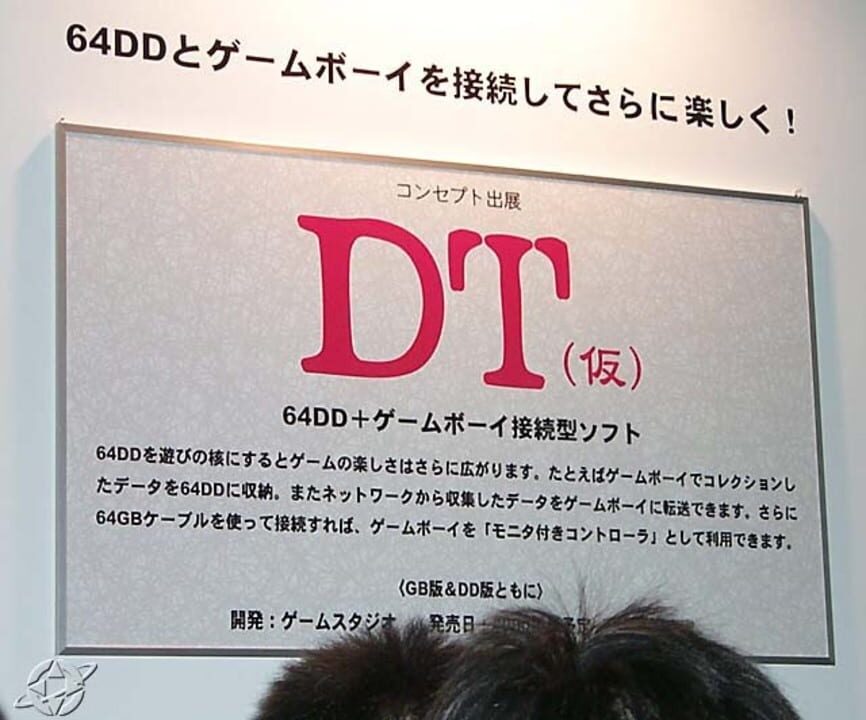 64DDとゲームボーイを接続してさらに楽しく！
コンセプト出展
DT（仮）
64DD＋ゲームボーイ接続型ソフト
64DDを遊びの核にするとゲームの楽しさはさらに広がります。たとえばゲームボーイでコレクションし
たデータを64DDに収納。またネットワークから収集したデータをゲームボーイに転送できます。さらに
64GBケーブルを使って接続すれば、ゲームボーイを「モニタ付きコントローラ」として利用できます。
〈GB版＆DD版ともに〉
開発：ゲームスタジオ 発売日